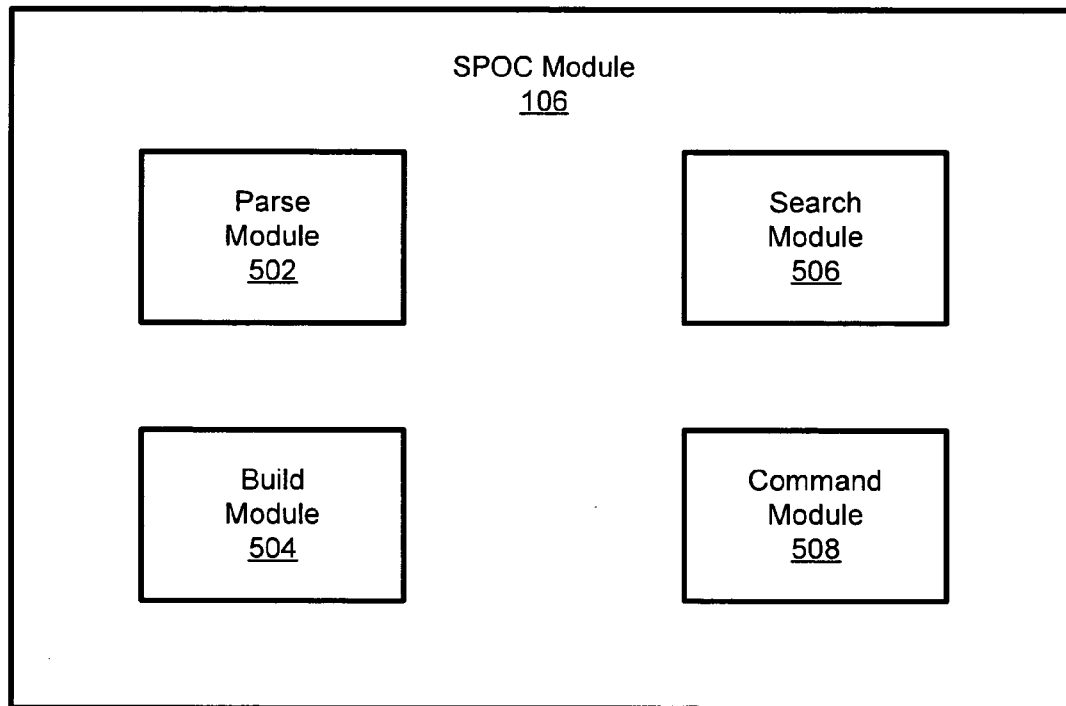 SPOC Module
106
Parse
Module
502
Search
Module
506
Build
Module
504
Command
Module
508